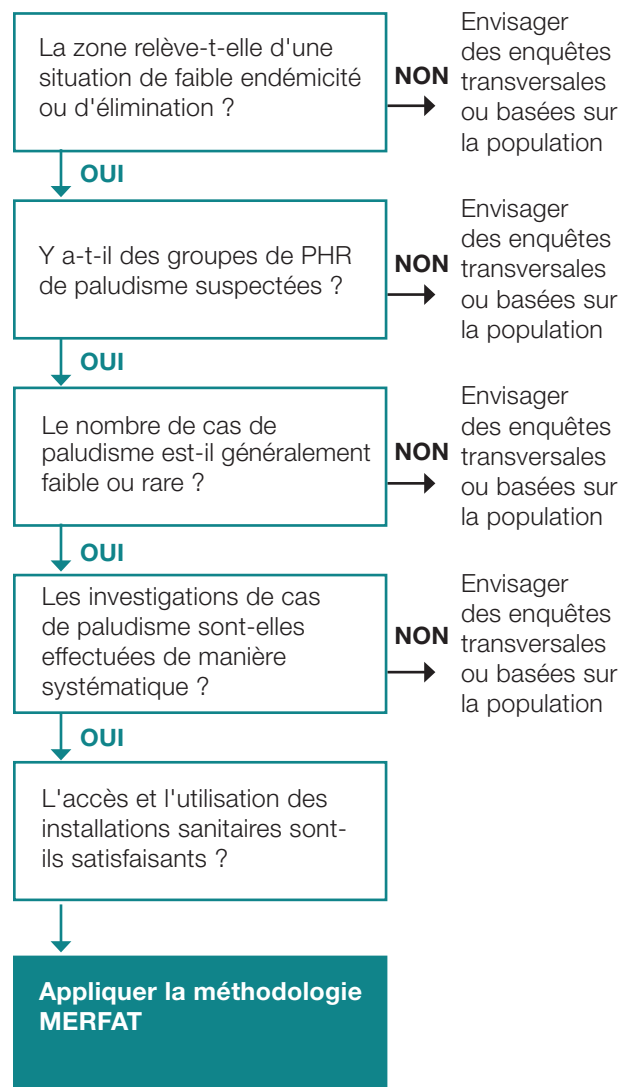 La zone relève-t-elle d'une
situation de faible endémicité
ou d'élimination ?
NON
Envisager
des enquêtes
transversales
ou basées sur
la population
OUI
Y a-t-il des groupes de PHR
de paludisme suspectées ?
NON
Envisager
des enquêtes
transversales
ou basées sur
la population
OUI
Le nombre de cas de
paludisme est-il généralement
faible ou rare ?
NON
Envisager
des enquêtes
transversales
ou basées sur
la population
OUI
Les investigations de cas
de paludisme sont-elles
effectuées de manière
systématique ?
NON
Envisager
des enquêtes
transversales
ou basées sur
la population
OUI
L'accès et l'utilisation des
installations sanitaires sont-
ils satisfaisants ?
Appliquer la méthodologie
MERFAT